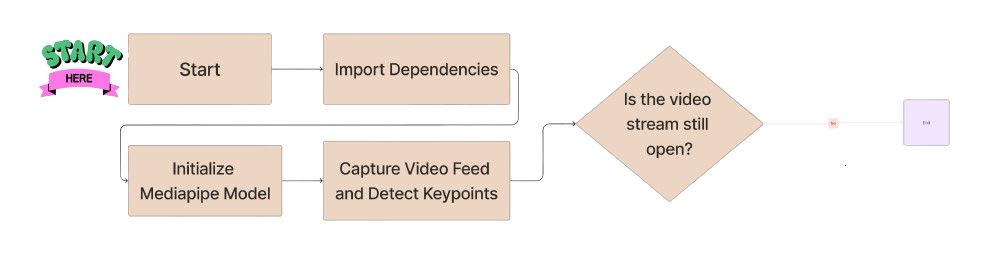 START
HERE
Start
Import Dependencies
Initialize
Mediapipe Model
Capture Video Feed
and Detect Keypoints
Is the video
stream still
open?
No
End